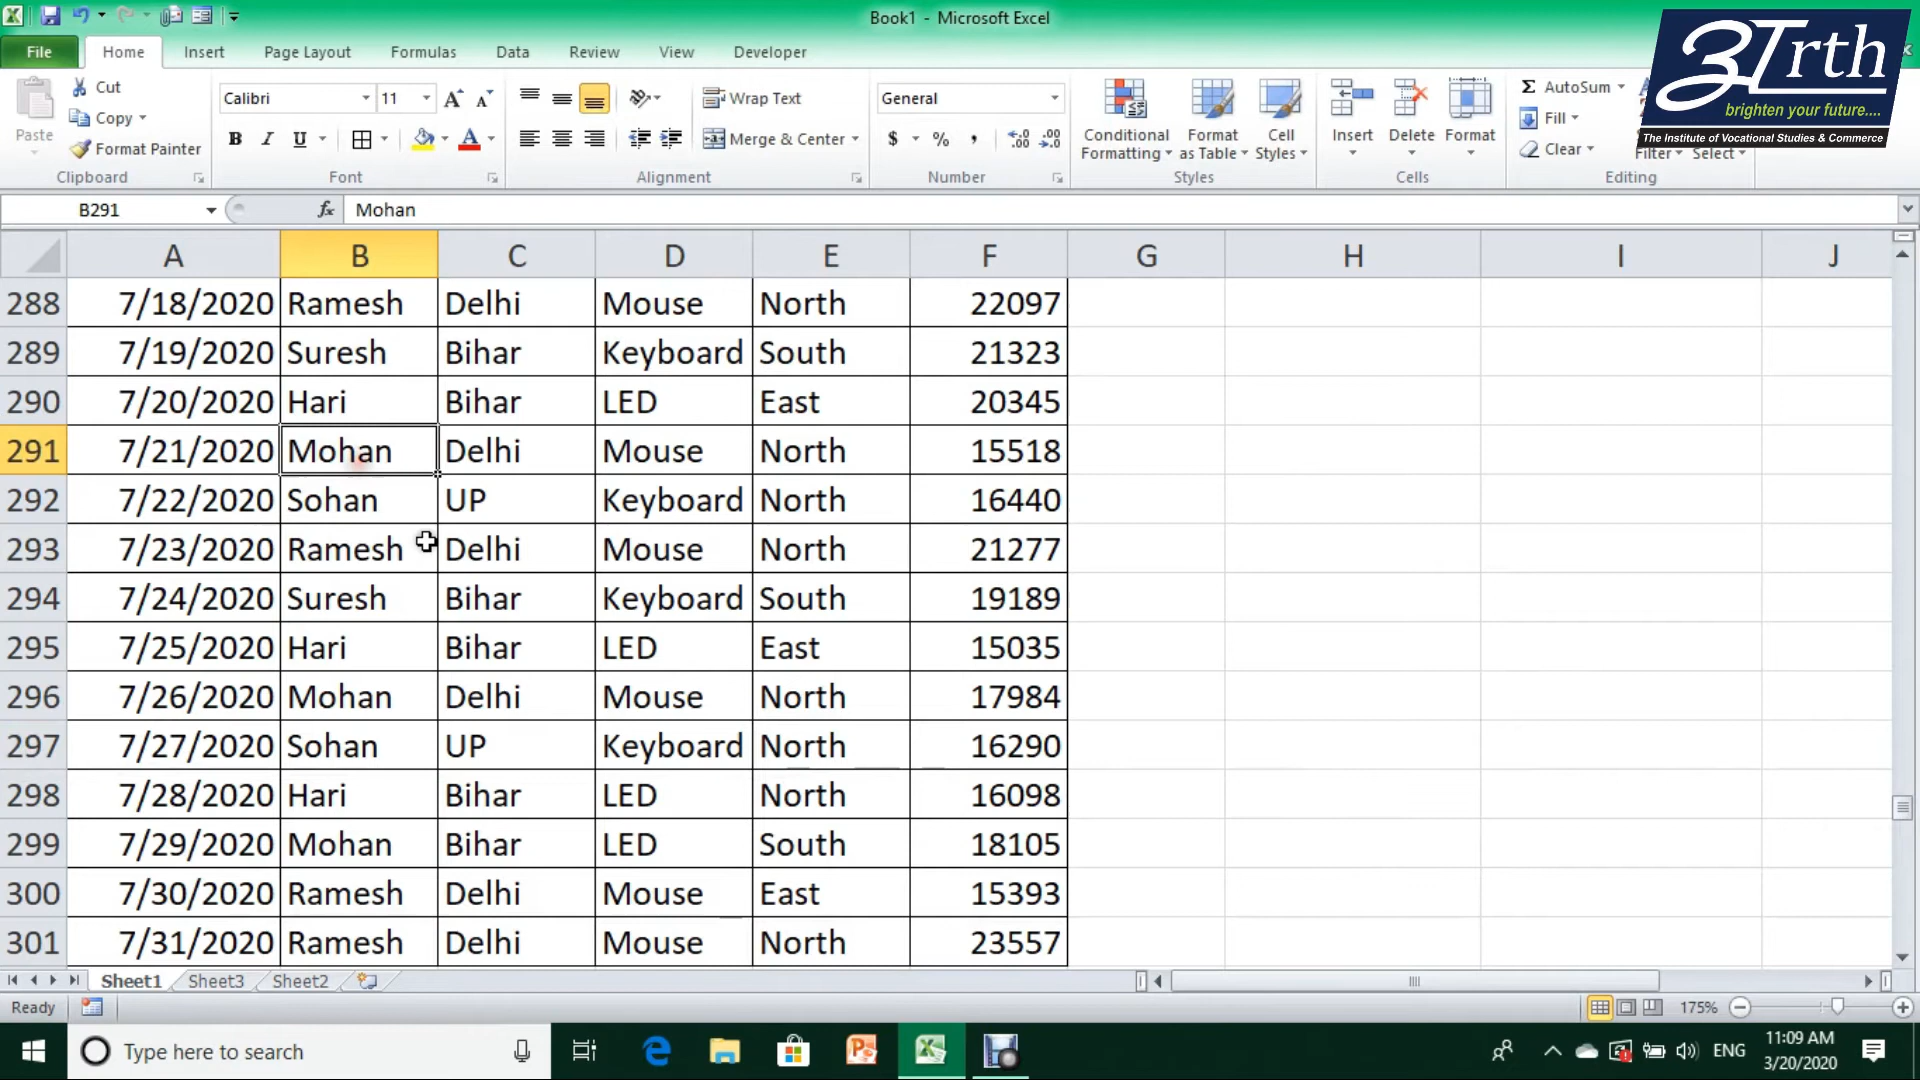 Book1 - Microsoft Excel
File Home Insert Page Layout Formulas Data Review View Developer
3Tirth
brighten your future....
The Institute of Vocational Studies & Commerce
Paste
Cut
Copy
Format Painter
Clipboard
Calibri 11
B I U
Font
Wrap Text
Merge & Center
Alignment
General
$ % ,
Number
Conditional Formatting
Format as Table
Cell Styles
Styles
Insert Delete Format
Cells
Σ AutoSum
Fill
Clear
Filter Select
Editing
B291 fx Mohan
A B C D E F G H I J
288 7/18/2020 Ramesh Delhi Mouse North 22097
289 7/19/2020 Suresh Bihar Keyboard South 21323
290 7/20/2020 Hari Bihar LED East 20345
291 7/21/2020 Mohan Delhi Mouse North 15518
292 7/22/2020 Sohan UP Keyboard North 16440
293 7/23/2020 Ramesh Delhi Mouse North 21277
294 7/24/2020 Suresh Bihar Keyboard South 19189
295 7/25/2020 Hari Bihar LED East 15035
296 7/26/2020 Mohan Delhi Mouse North 17984
297 7/27/2020 Sohan UP Keyboard North 16290
298 7/28/2020 Hari Bihar LED North 16098
299 7/29/2020 Mohan Bihar LED South 18105
300 7/30/2020 Ramesh Delhi Mouse East 15393
301 7/31/2020 Ramesh Delhi Mouse North 23557
Sheet1 Sheet3 Sheet2
Ready 175%
Type here to search
ENG
11:09 AM
3/20/2020